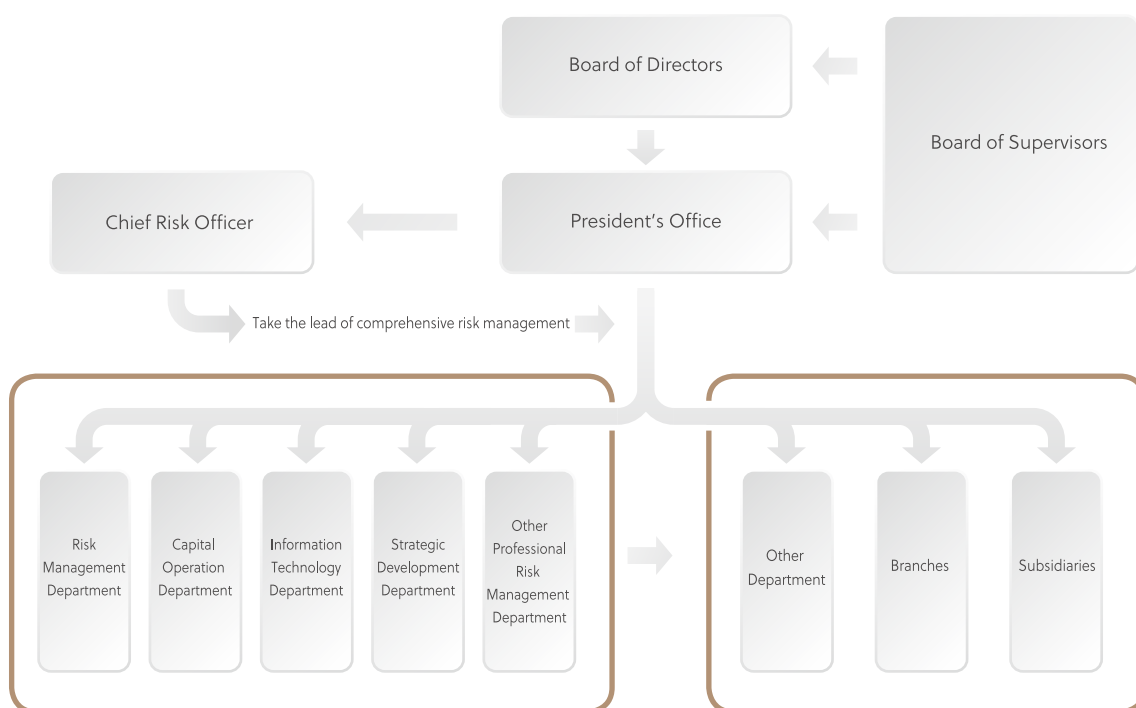 Board of Directors
Board of Supervisors
Chief Risk Officer
President's Office
Take the lead of comprehensive risk management
Risk
Management
Department
Capital
Operation
Department
Information
Technology
Department
Strategic
Development
Department
Other
Professional
Risk
Management
Department
Other
Department
Branches
Subsidiaries